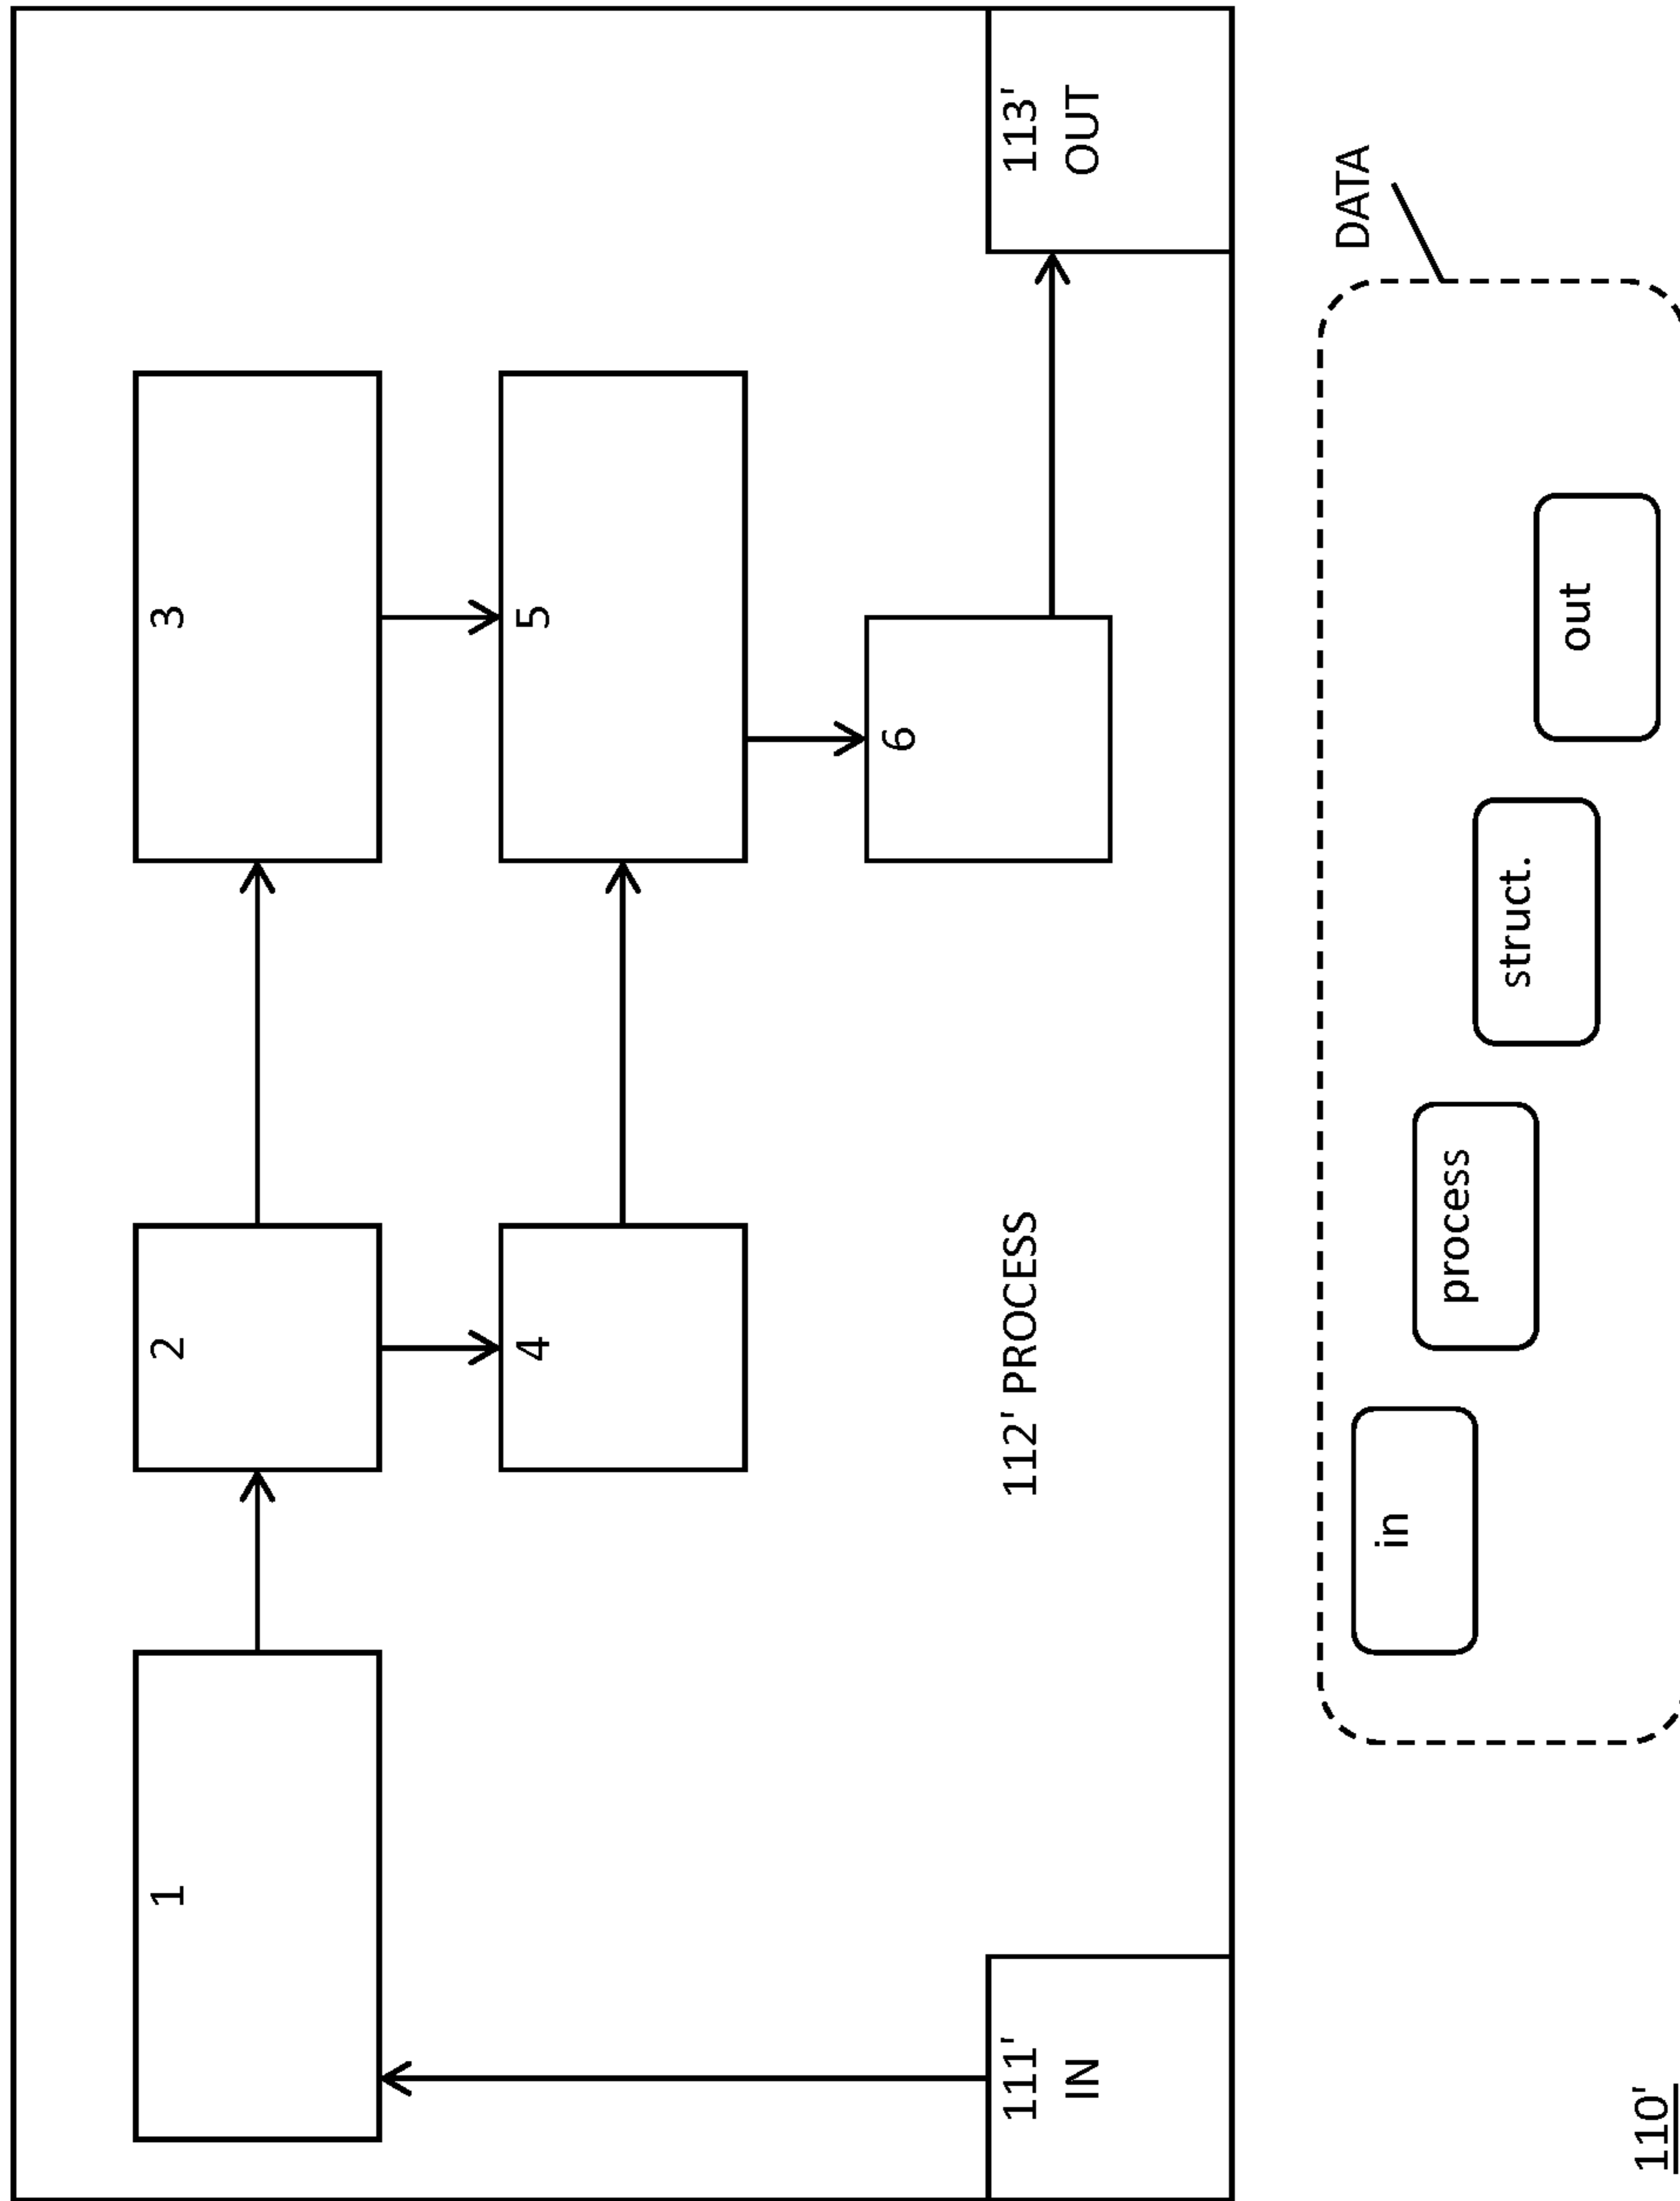 1
2
3
4
5
6
111'
IN
112' PROCESS
113'
OUT
DATA
in
process
struct.
out
110'